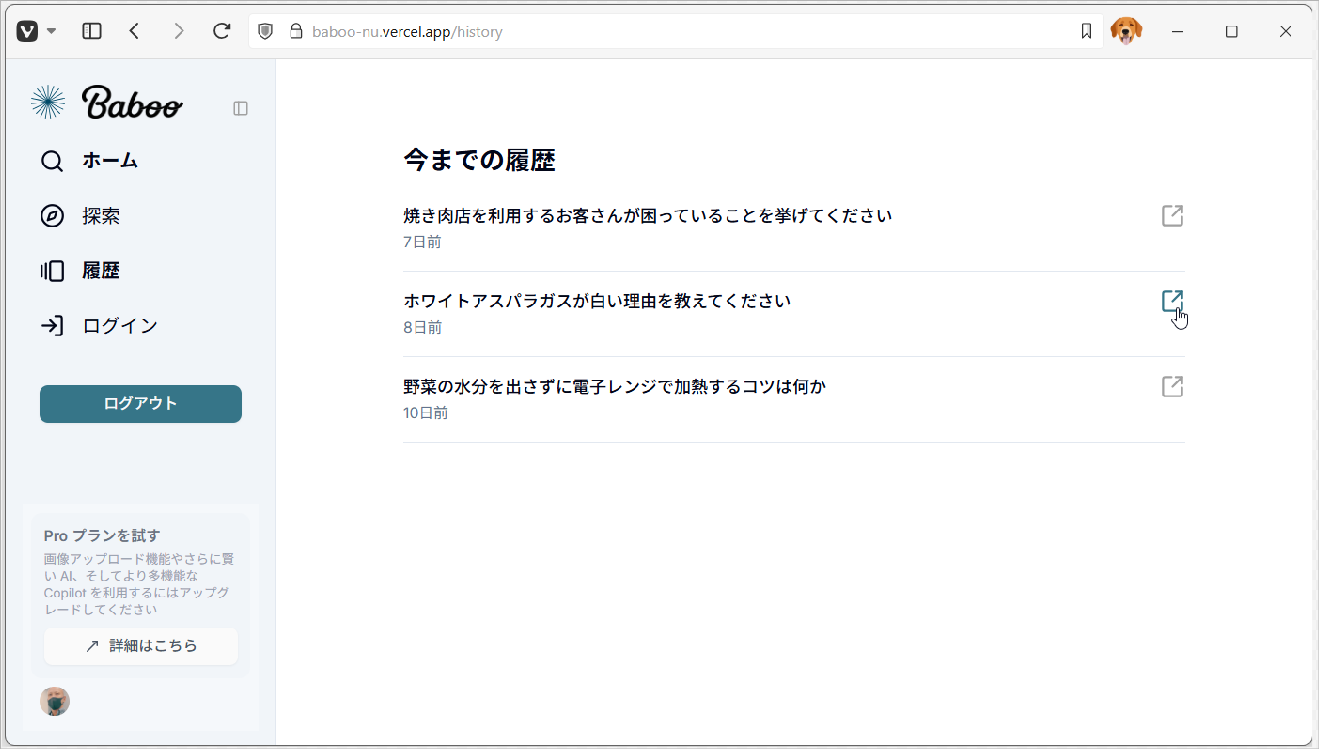 baboo-nu.vercel.app/history
Baboo
ホーム
探索
履歴
ログイン
ログアウト
Pro プランを試す
画像アップロード機能やさらに賢
い AI、そしてより多機能な
Copilot を利用するにはアップグ
レードしてください
詳細はこちら
今までの履歴
焼き肉店を利用するお客さんが困っていることを挙げてください
7日前
ホワイトアスパラガスが白い理由を教えてください
8日前
野菜の水分を出さずに電子レンジで加熱するコツは何か
10日前